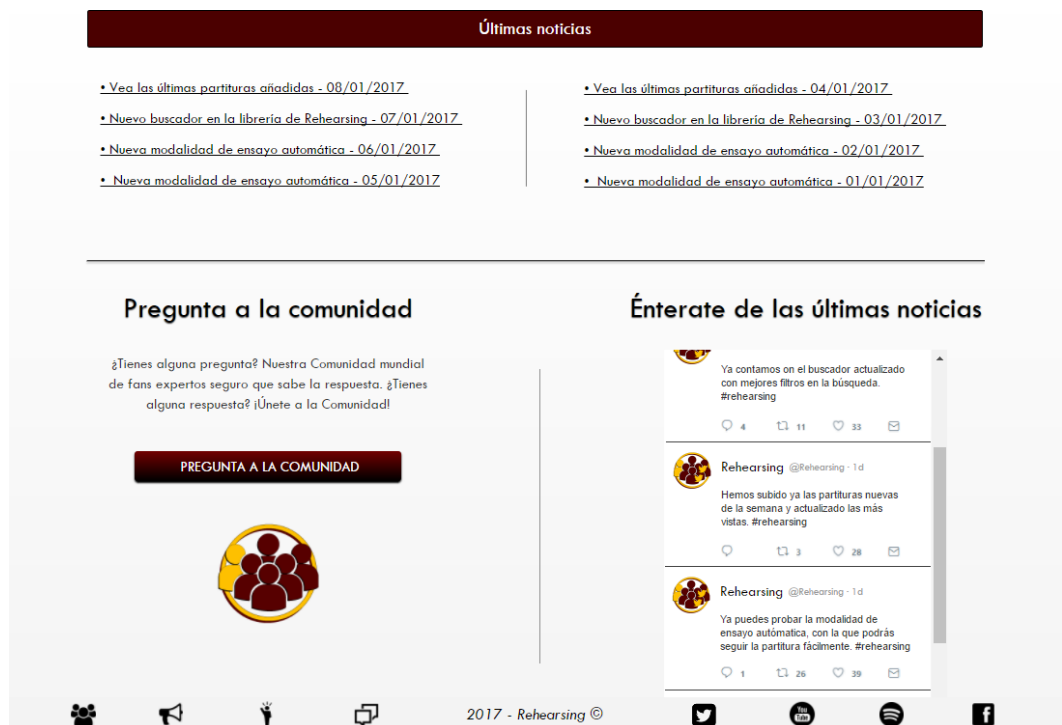 Últimas noticias
• Vea las últimas partituras añadidas - 08/01/2017
• Nuevo buscador en la librería de Rehearsing - 07/01/2017
• Nueva modalidad de ensayo automática - 06/01/2017
• Nueva modalidad de ensayo automática - 05/01/2017
• Vea las últimas partituras añadidas - 04/01/2017
• Nuevo buscador en la librería de Rehearsing - 03/01/2017
• Nueva modalidad de ensayo automática - 02/01/2017
• Nueva modalidad de ensayo automática - 01/01/2017
Pregunta a la comunidad
¿Tienes alguna pregunta? Nuestra Comunidad mundial
de fans expertos seguro que sabe la respuesta. ¿Tienes
alguna respuesta? ¡Únete a la Comunidad!
PREGUNTA A LA COMUNIDAD
Énterate de las últimas noticias
Ya contamos on el buscador actualizado
con mejores filtros en la búsqueda.
#rehearsing
4 11 33
Rehearsing @Rehearsing · 1d
Hemos subido ya las partituras nuevas
de la semana y actualizado las más
vistas. #rehearsing
3 28
Rehearsing @Rehearsing · 1d
Ya puedes probar la modalidad de
ensayo autómatica, con la que podrás
seguir la partitura fácilmente. #rehearsing
1 26 39
2017 - Rehearsing ©
You
Tube